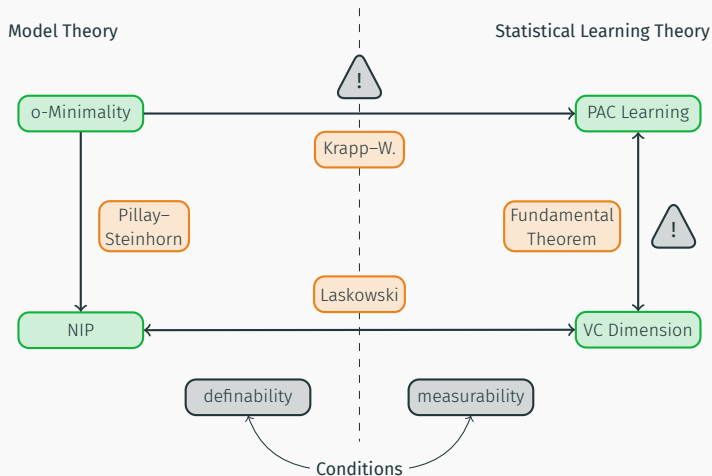 Model Theory
Statistical Learning Theory
!
o-Minimality
PAC Learning
Krapp–W.
Pillay–
Steinhorn
Fundamental
Theorem
!
Laskowski
NIP
VC Dimension
definability
measurability
Conditions